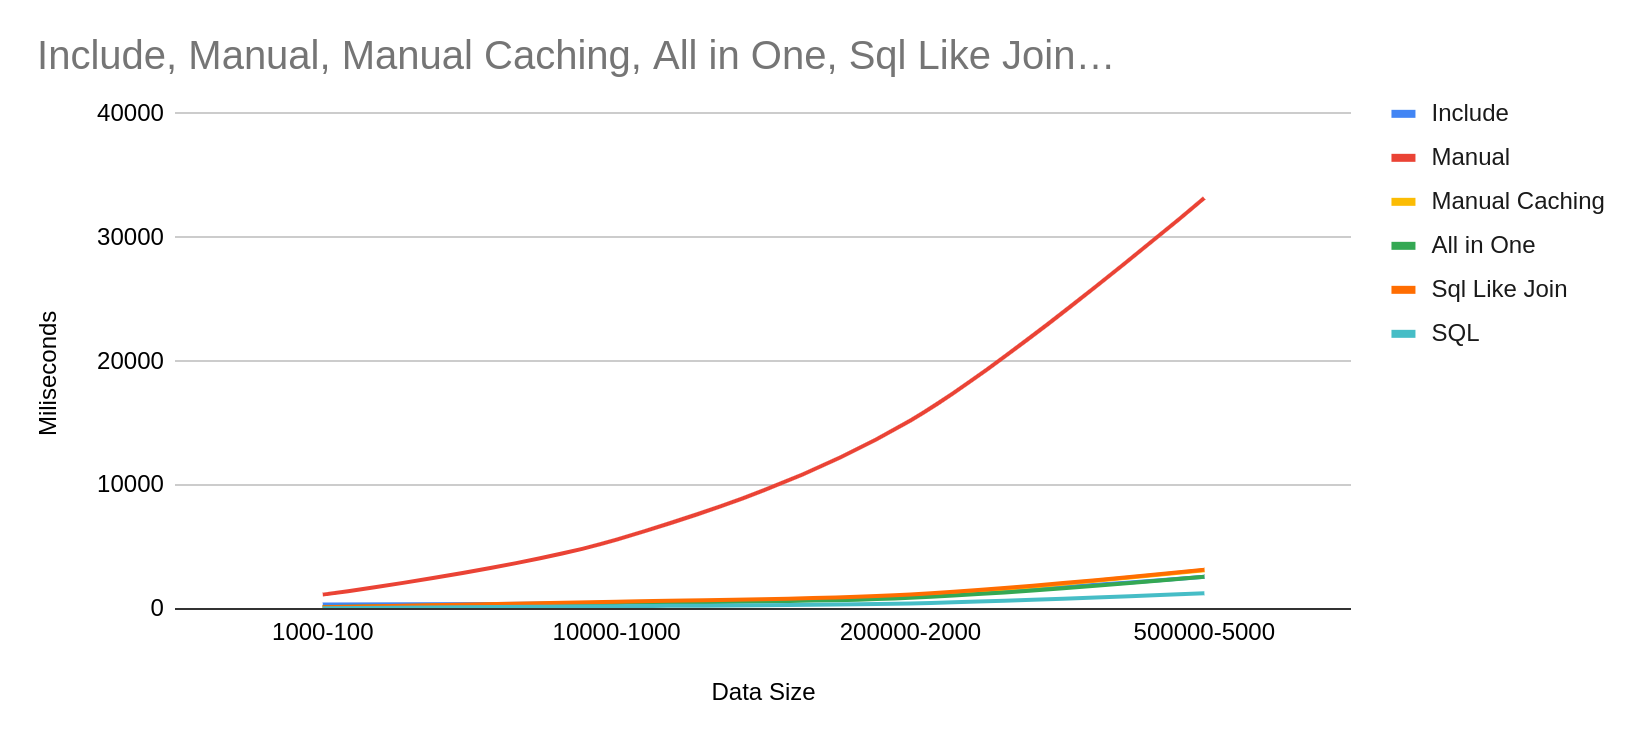 Include, Manual, Manual Caching, All in One, Sql Like Join…
40000
30000
20000
10000
0
Miliseconds
1000-100
10000-1000
200000-2000
500000-5000
Data Size
Include
Manual
Manual Caching
All in One
Sql Like Join
SQL